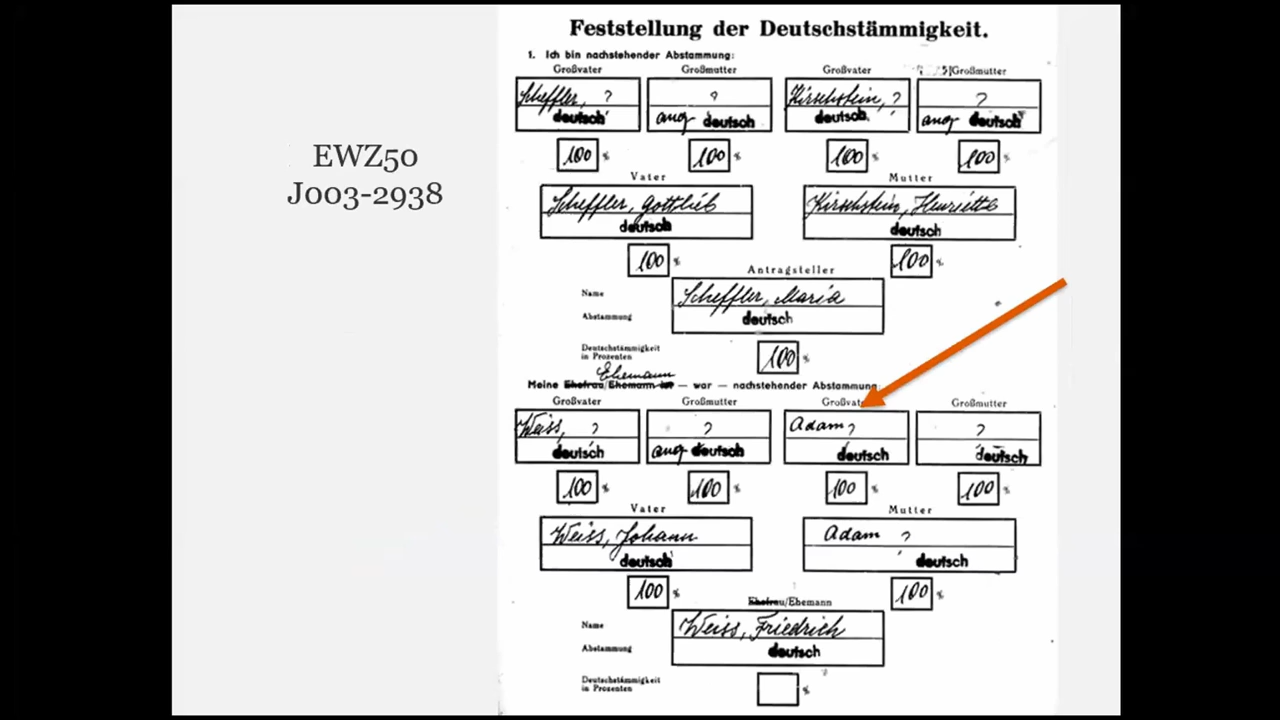 EWZ50
J003-2938
Feststellung der Deutschstämmigkeit.
1. Ich bin nachstehender Abstammung:
Großvater Großmutter Großvater Großmutter
Scheffler, ? ? Kirschstein, ? ?
deutsch ang deutsch deutsch ang deutsch
100 % 100 % 100 % 100 %
Vater Mutter
Scheffler, Gottlieb Kirschstein, Henriette
deutsch deutsch
100 % 100 %
Antragsteller
Name Scheffler, Maria
Abstammung deutsch
Deutschstämmigkeit
in Prozenten 100 %
Ehemann
Meine Ehefrau/Ehemann ist — war — nachstehender Abstammung:
Großvater Großmutter Großvat Großmutter
Weiss, ? ? Adam ? ?
deutsch ang deutsch deutsch deutsch
100 % 100 % 100 % 100 %
Vater Mutter
Weiss, Johann Adam ?
deutsch deutsch
100 % 100 %
Ehefrau/Ehemann
Name Weiss, Friedrich
Abstammung deutsch
Deutschstämmigkeit
in Prozenten %